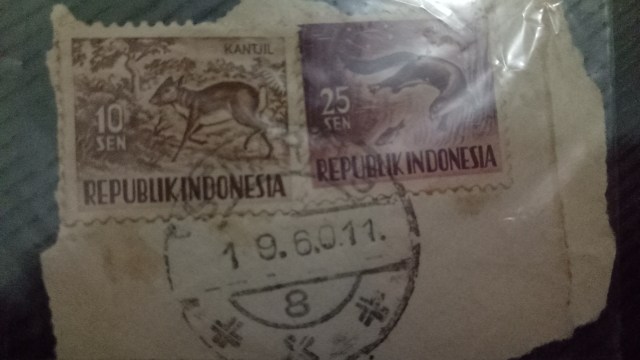 KANTJIL
10
SEN
REPUBLIK INDONESIA
25
SEN
REPUBLIK INDONESIA
1 9.6.0.11.
8